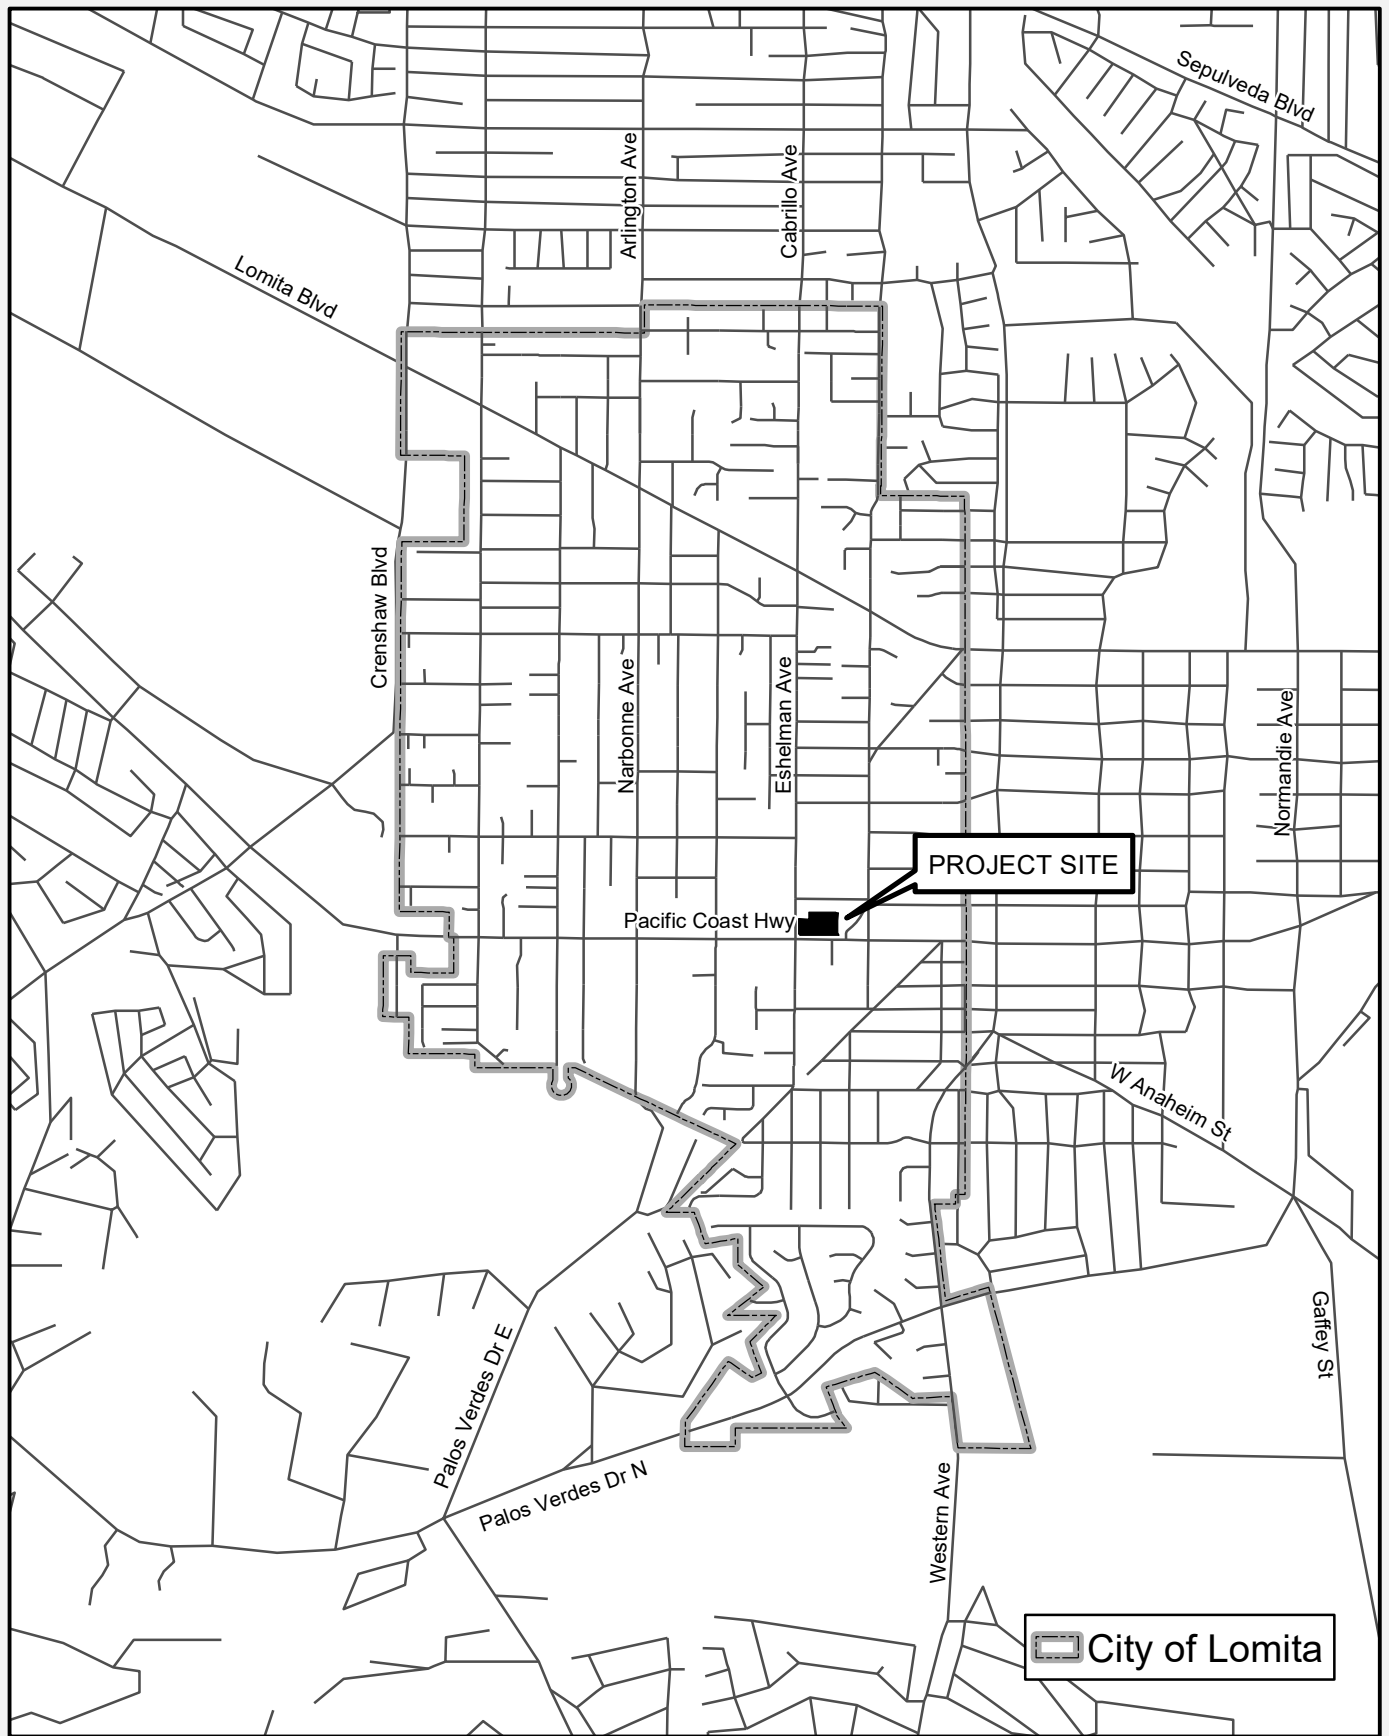 Sepulveda Blvd
Arlington Ave
Cabrillo Ave
Lomita Blvd
Crenshaw Blvd
Narbonne Ave
Eshelman Ave
Normandie Ave
PROJECT SITE
Pacific Coast Hwy
W Anaheim St
Gaffey St
Palos Verdes Dr E
Palos Verdes Dr N
Western Ave
City of Lomita